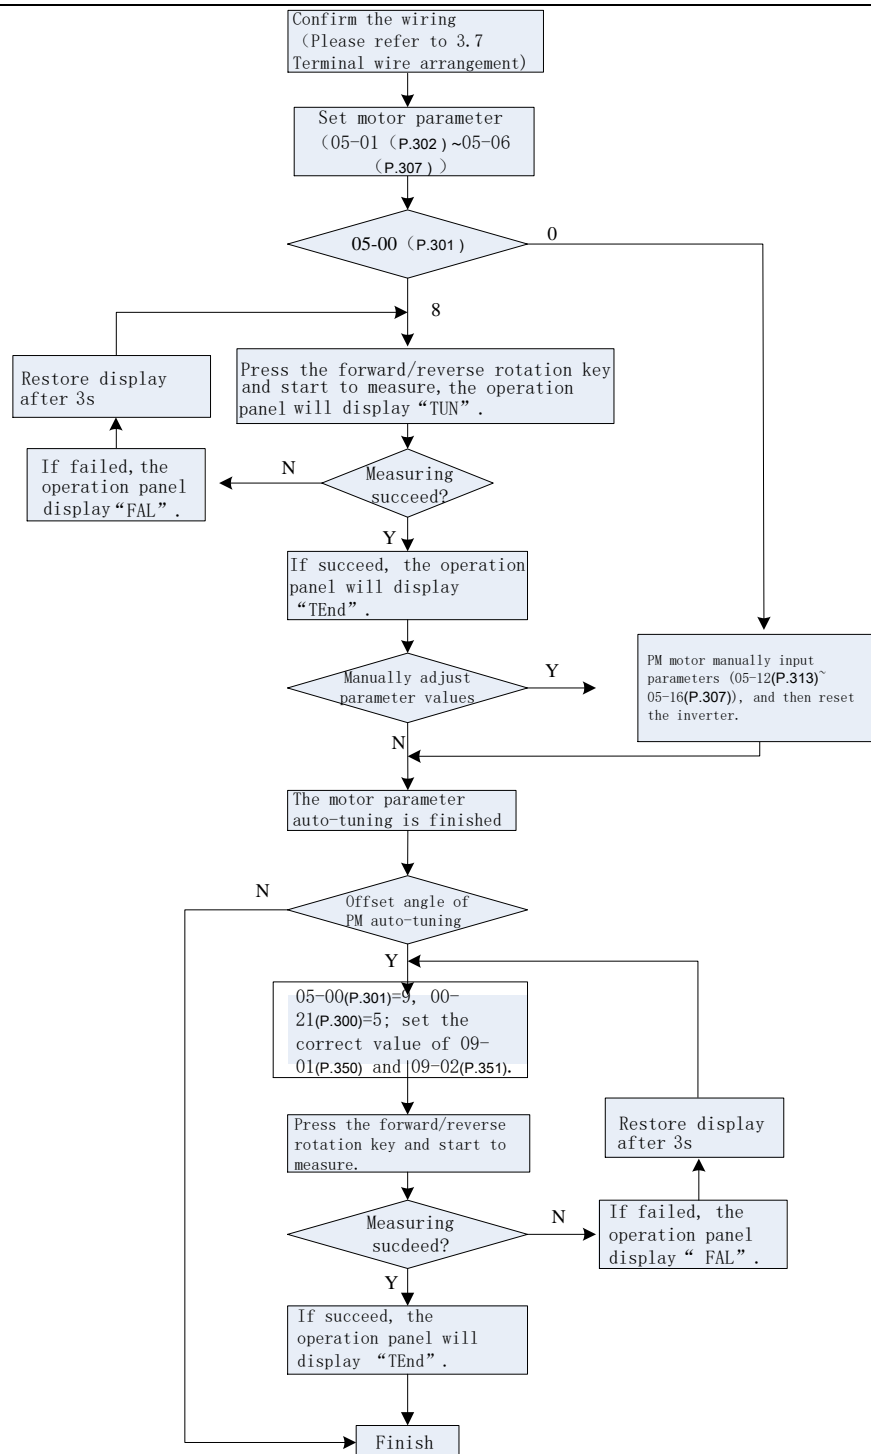 Confirm the wiring
（Please refer to 3.7
Terminal wire arrangement)
Set motor parameter
（05-01（P.302）~05-06
（P.307））
05-00（P.301）
0
8
Press the forward/reverse rotation key
and start to measure, the operation
panel will display “TUN”.
Restore display
after 3s
Measuring
succeed?
N
If failed, the
operation panel
display“FAL”.
Y
If succeed, the operation
panel will display
“TEnd”.
Manually adjust
parameter values
Y
PM motor manually input
parameters (05-12(P.313)~
05-16(P.307)), and then reset
the inverter.
N
The motor parameter
auto-tuning is finished
Offset angle of
PM auto-tuning
N
Y
05-00(P.301)=9, 00-
21(P.300)=5; set the
correct value of 09-
01(P.350) and 09-02(P.351).
Press the forward/reverse
rotation key and start to
measure.
Restore display
after 3s
Measuring
sucdeed?
N
If failed, the
operation panel
display“ FAL”.
Y
If succeed, the
operation panel will
display “TEnd”.
Finish